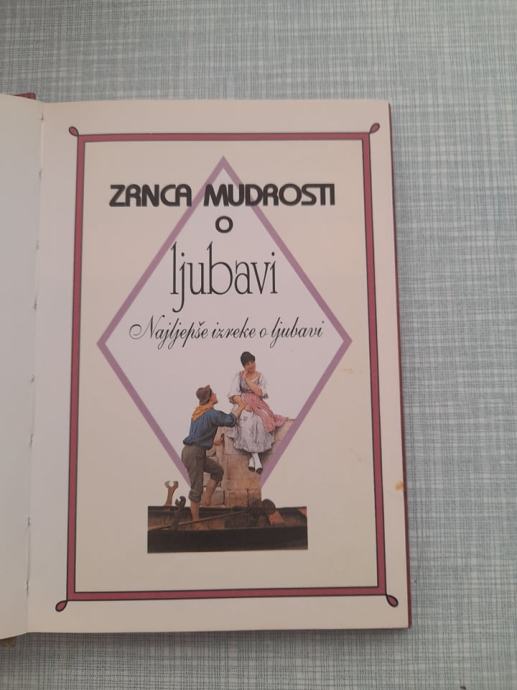 ZRNCA MUDROSTI
O
ljubavi
Najljepše izreke o ljubavi